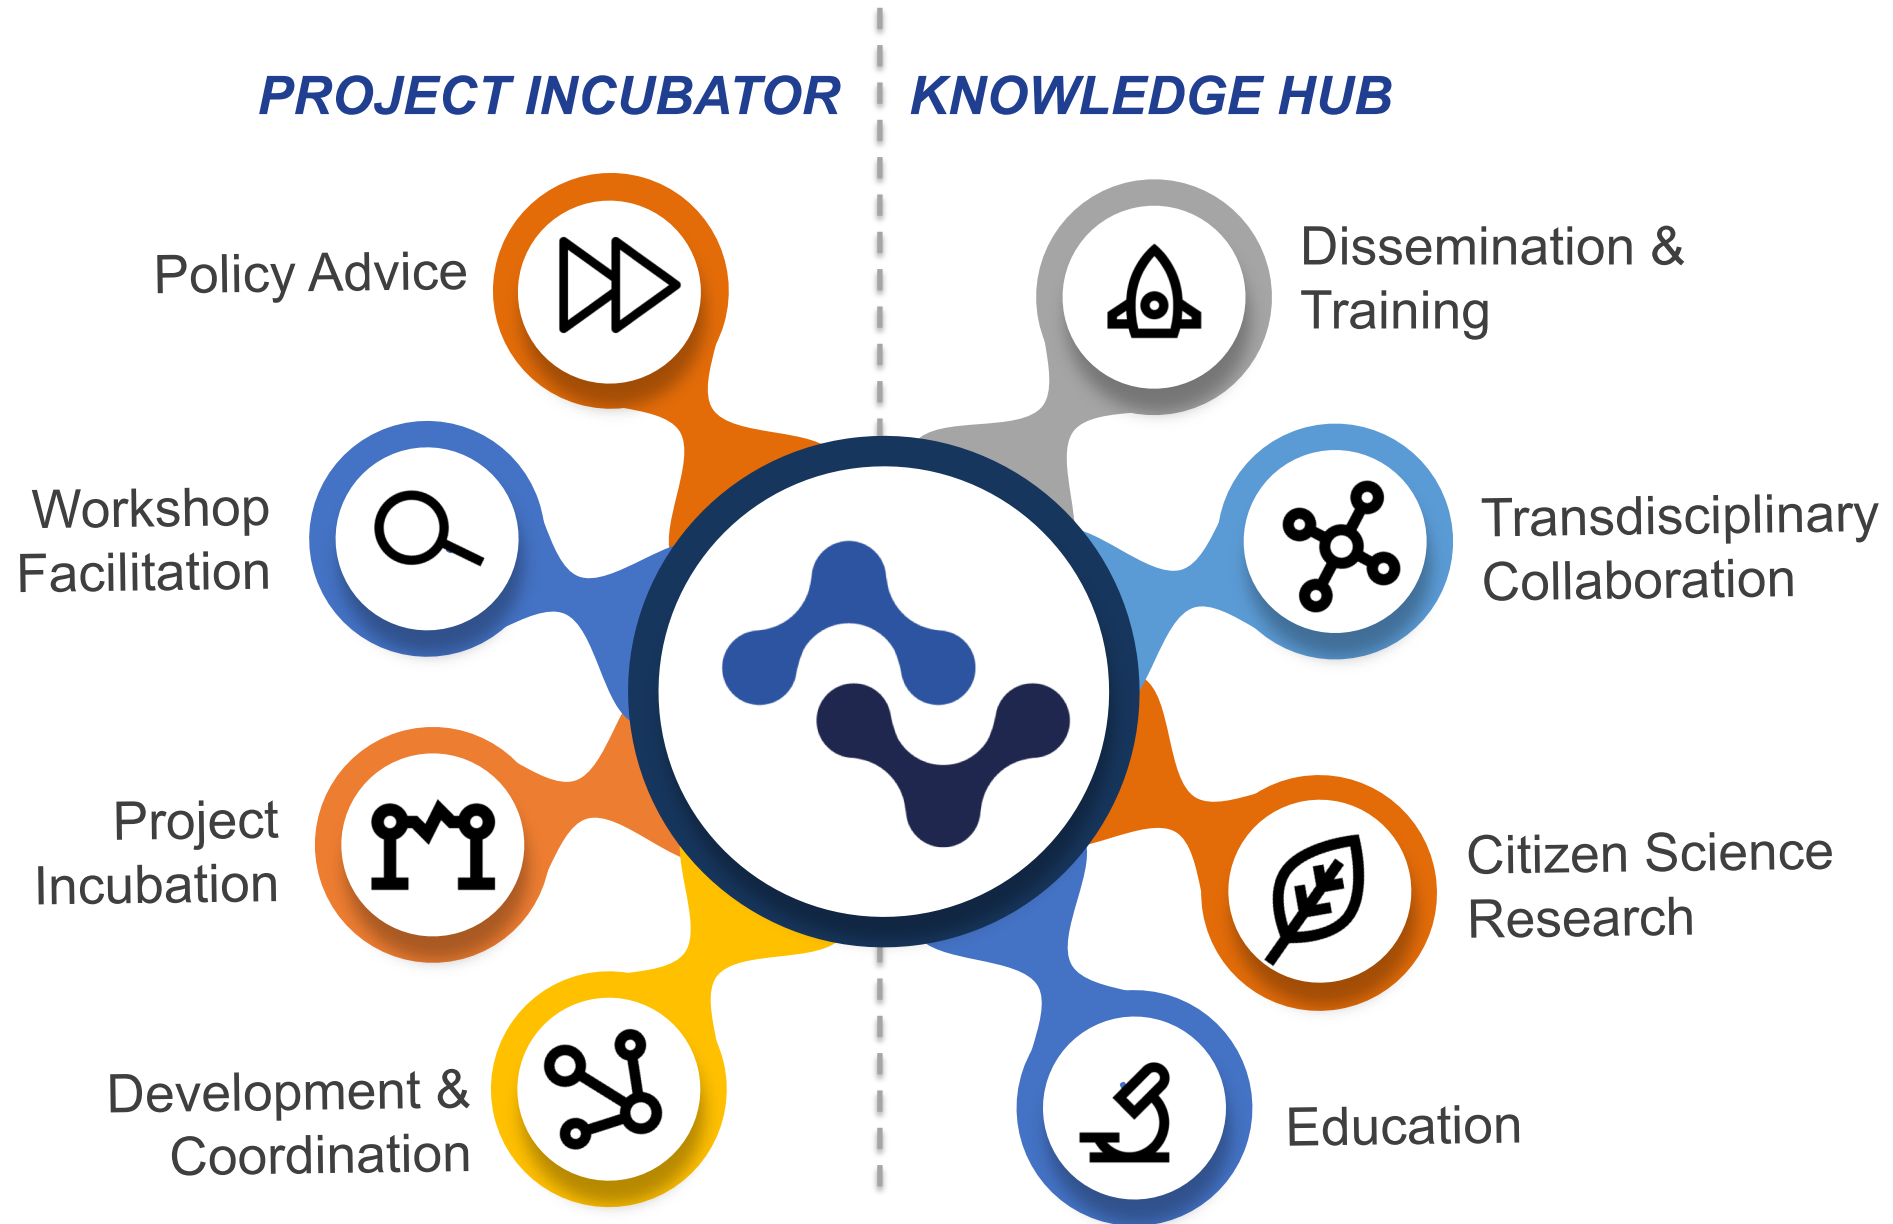 PROJECT INCUBATOR
KNOWLEDGE HUB
Policy Advice
Workshop
Facilitation
Project
Incubation
Development &
Coordination
Dissemination &
Training
Transdisciplinary
Collaboration
Citizen Science
Research
Education